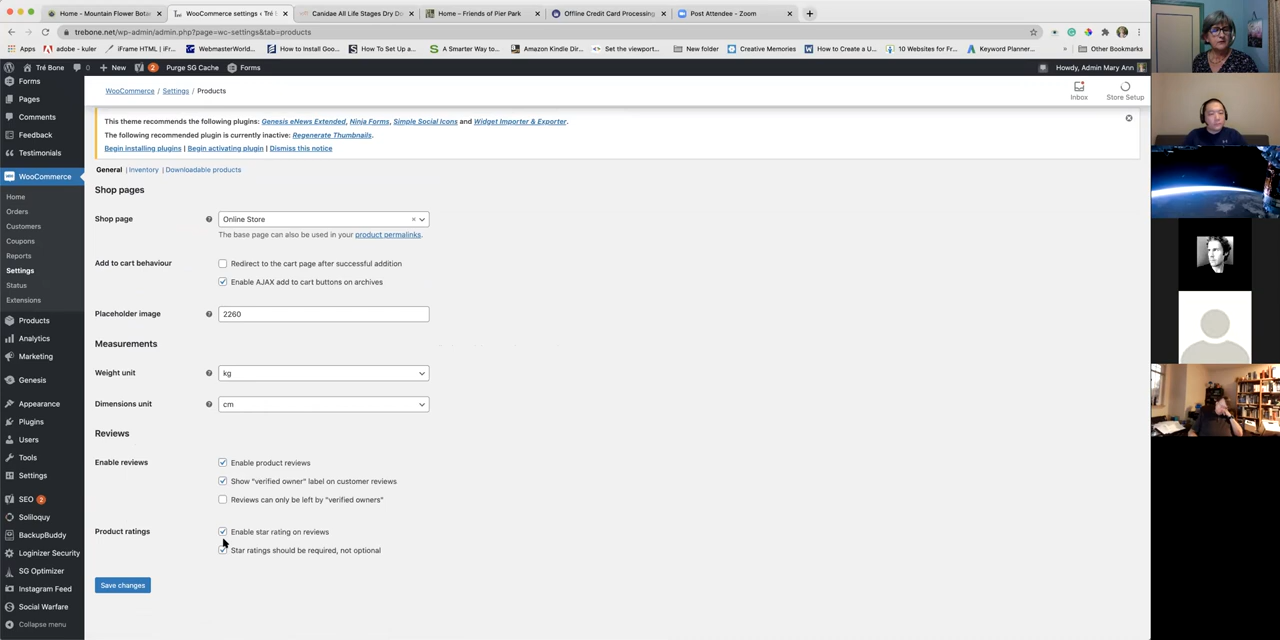 Home – Mountain Flower Botan
WooCommerce settings ‹ Tré B
Canidae All Life Stages Dry Do
Home – Friends of Pier Park
Offline Credit Card Processing
Post Attendee - Zoom
trebone.net/wp-admin/admin.php?page=wc-settings&tab=products
Apps
adobe - kuler
iFrame HTML | iFr...
WebmasterWorld...
How to Install Goo...
How To Set up a...
A Smarter Way to...
Amazon Kindle Dir...
Set the viewport...
New folder
Creative Memories
How to Create a U...
10 Websites for Fr...
Keyword Planner...
» Other Bookmarks
Tré Bone 0 + New 2 Purge SG Cache Forms
Howdy, Admin Mary Ann
Forms
Pages
Comments
Feedback
Testimonials
WooCommerce
Home
Orders
Customers
Coupons
Reports
Settings
Status
Extensions
Products
Analytics
Marketing
Genesis
Appearance
Plugins
Users
Tools
Settings
SEO 2
Soliloquy
BackupBuddy
Loginizer Security
SG Optimizer
Instagram Feed
Social Warfare
Collapse menu
WooCommerce / Settings / Products
Inbox
Store Setup
This theme recommends the following plugins: Genesis eNews Extended, Ninja Forms, Simple Social Icons and Widget Importer & Exporter.
The following recommended plugin is currently inactive: Regenerate Thumbnails.
Begin installing plugins | Begin activating plugin | Dismiss this notice
General | Inventory | Downloadable products
Shop pages
Shop page
Online Store ×
The base page can also be used in your product permalinks.
Add to cart behaviour
Redirect to the cart page after successful addition
Enable AJAX add to cart buttons on archives
Placeholder image
2260
Measurements
Weight unit
kg
Dimensions unit
cm
Reviews
Enable reviews
Enable product reviews
Show "verified owner" label on customer reviews
Reviews can only be left by "verified owners"
Product ratings
Enable star rating on reviews
Star ratings should be required, not optional
Save changes